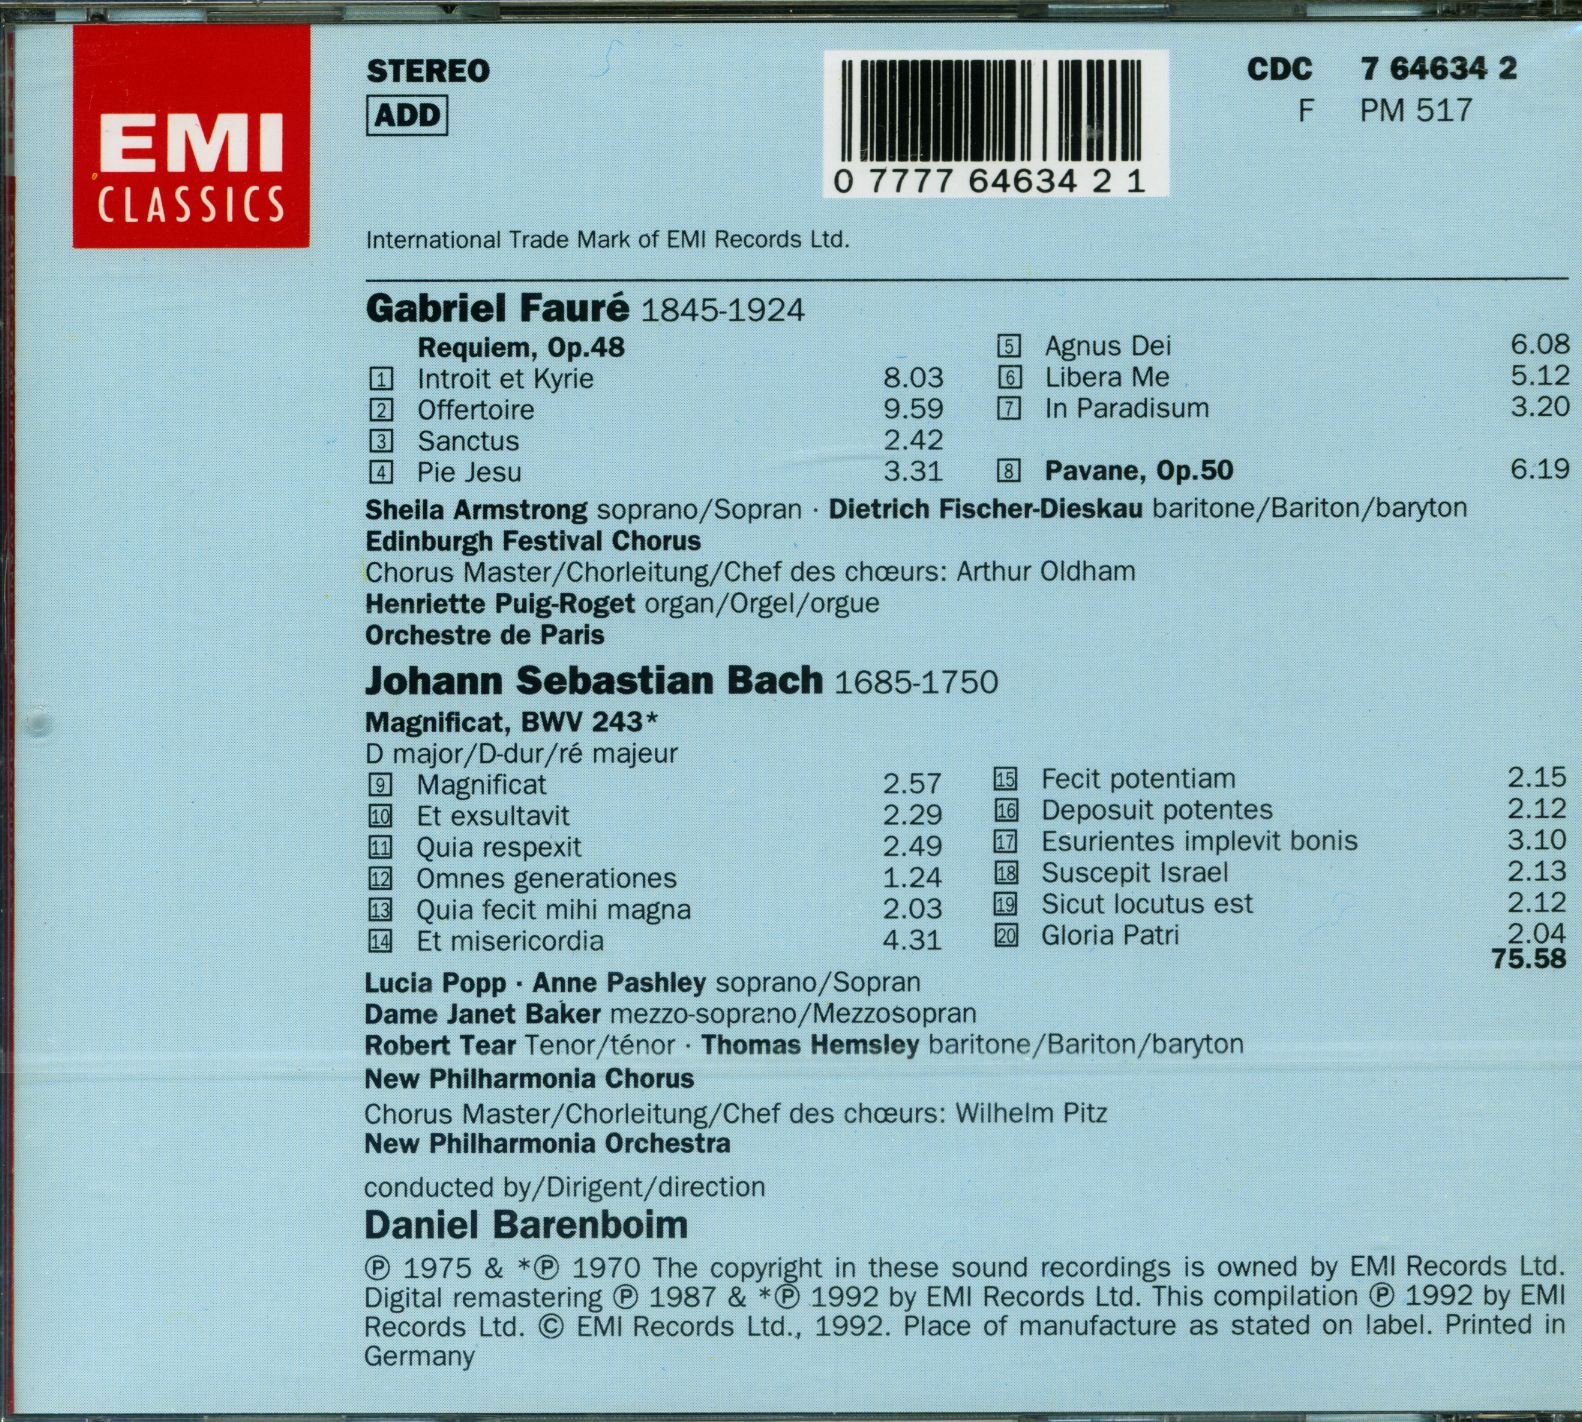 EMI
CLASSICS
STEREO
ADD
0 7777 64634 2 1
CDC 7 64634 2
F PM 517
International Trade Mark of EMI Records Ltd.
Gabriel Fauré 1845-1924
Requiem, Op.48
1 Introit et Kyrie 8.03
2 Offertoire 9.59
3 Sanctus 2.42
4 Pie Jesu 3.31
5 Agnus Dei 6.08
6 Libera Me 5.12
7 In Paradisum 3.20
8 Pavane, Op.50 6.19
Sheila Armstrong soprano/Sopran · Dietrich Fischer-Dieskau baritone/Bariton/baryton
Edinburgh Festival Chorus
Chorus Master/Chorleitung/Chef des chœurs: Arthur Oldham
Henriette Puig-Roget organ/Orgel/orgue
Orchestre de Paris
Johann Sebastian Bach 1685-1750
Magnificat, BWV 243*
D major/D-dur/ré majeur
9 Magnificat 2.57
10 Et exsultavit 2.29
11 Quia respexit 2.49
12 Omnes generationes 1.24
13 Quia fecit mihi magna 2.03
14 Et misericordia 4.31
15 Fecit potentiam 2.15
16 Deposuit potentes 2.12
17 Esurientes implevit bonis 3.10
18 Suscepit Israel 2.13
19 Sicut locutus est 2.12
20 Gloria Patri 2.04
75.58
Lucia Popp · Anne Pashley soprano/Sopran
Dame Janet Baker mezzo-soprano/Mezzosopran
Robert Tear Tenor/ténor · Thomas Hemsley baritone/Bariton/baryton
New Philharmonia Chorus
Chorus Master/Chorleitung/Chef des chœurs: Wilhelm Pitz
New Philharmonia Orchestra
conducted by/Dirigent/direction
Daniel Barenboim
℗ 1975 & *℗ 1970 The copyright in these sound recordings is owned by EMI Records Ltd.
Digital remastering ℗ 1987 & *℗ 1992 by EMI Records Ltd. This compilation ℗ 1992 by EMI
Records Ltd. © EMI Records Ltd., 1992. Place of manufacture as stated on label. Printed in
Germany